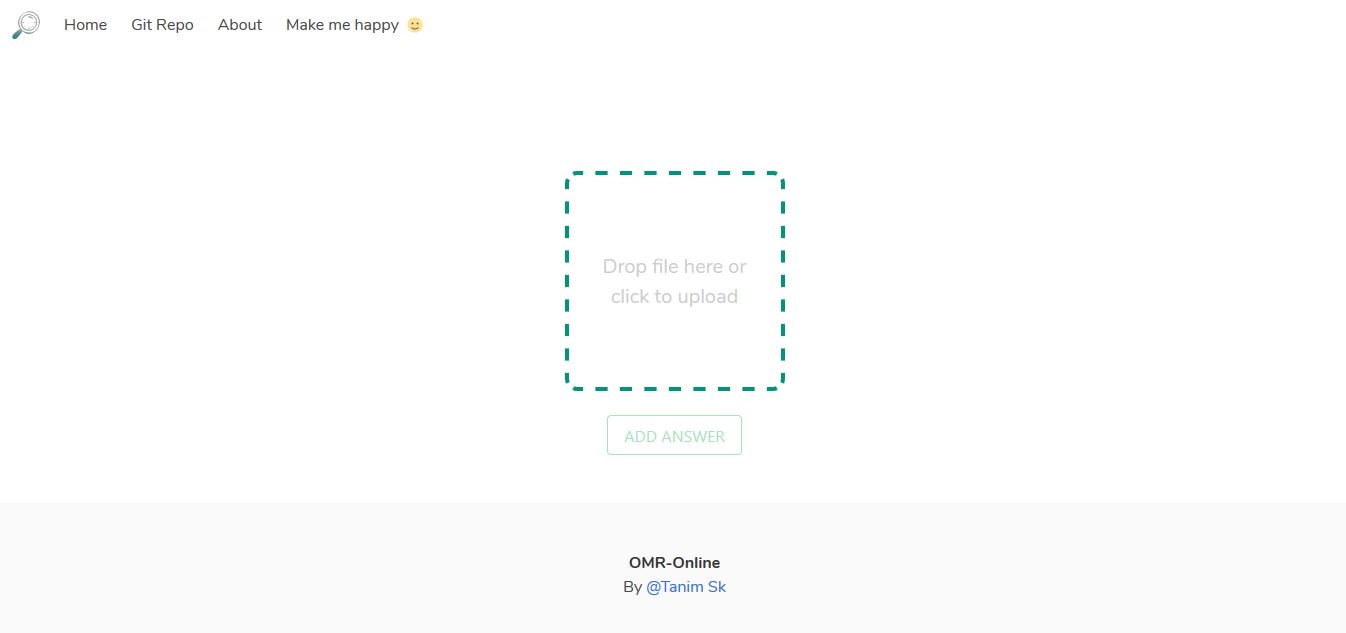 Home Git Repo About Make me happy 🙂
Drop file here or
click to upload
ADD ANSWER
OMR-Online
By @Tanim Sk